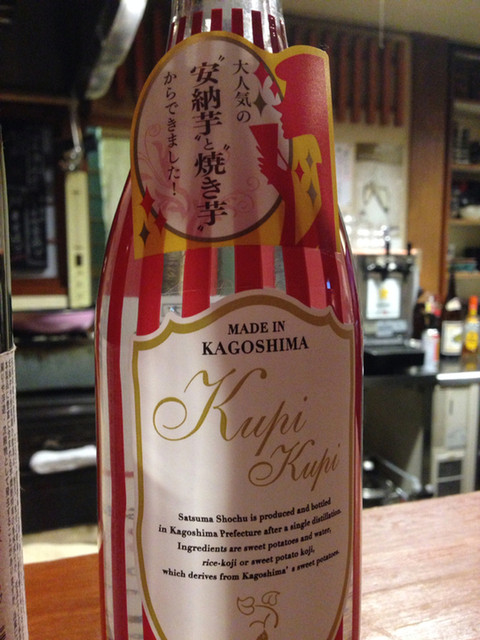 大人気の
"安納芋"と"焼き芋"
からできました!
MADE IN
KAGOSHIMA
Kupi
Kupi
Satsuma Shochu is produced and bottled
in Kagoshima Prefecture after a single distillation.
Ingredients are sweet potatoes and water,
rice-koji or sweet potato koji,
which derives from Kagoshima's sweet potatoes.